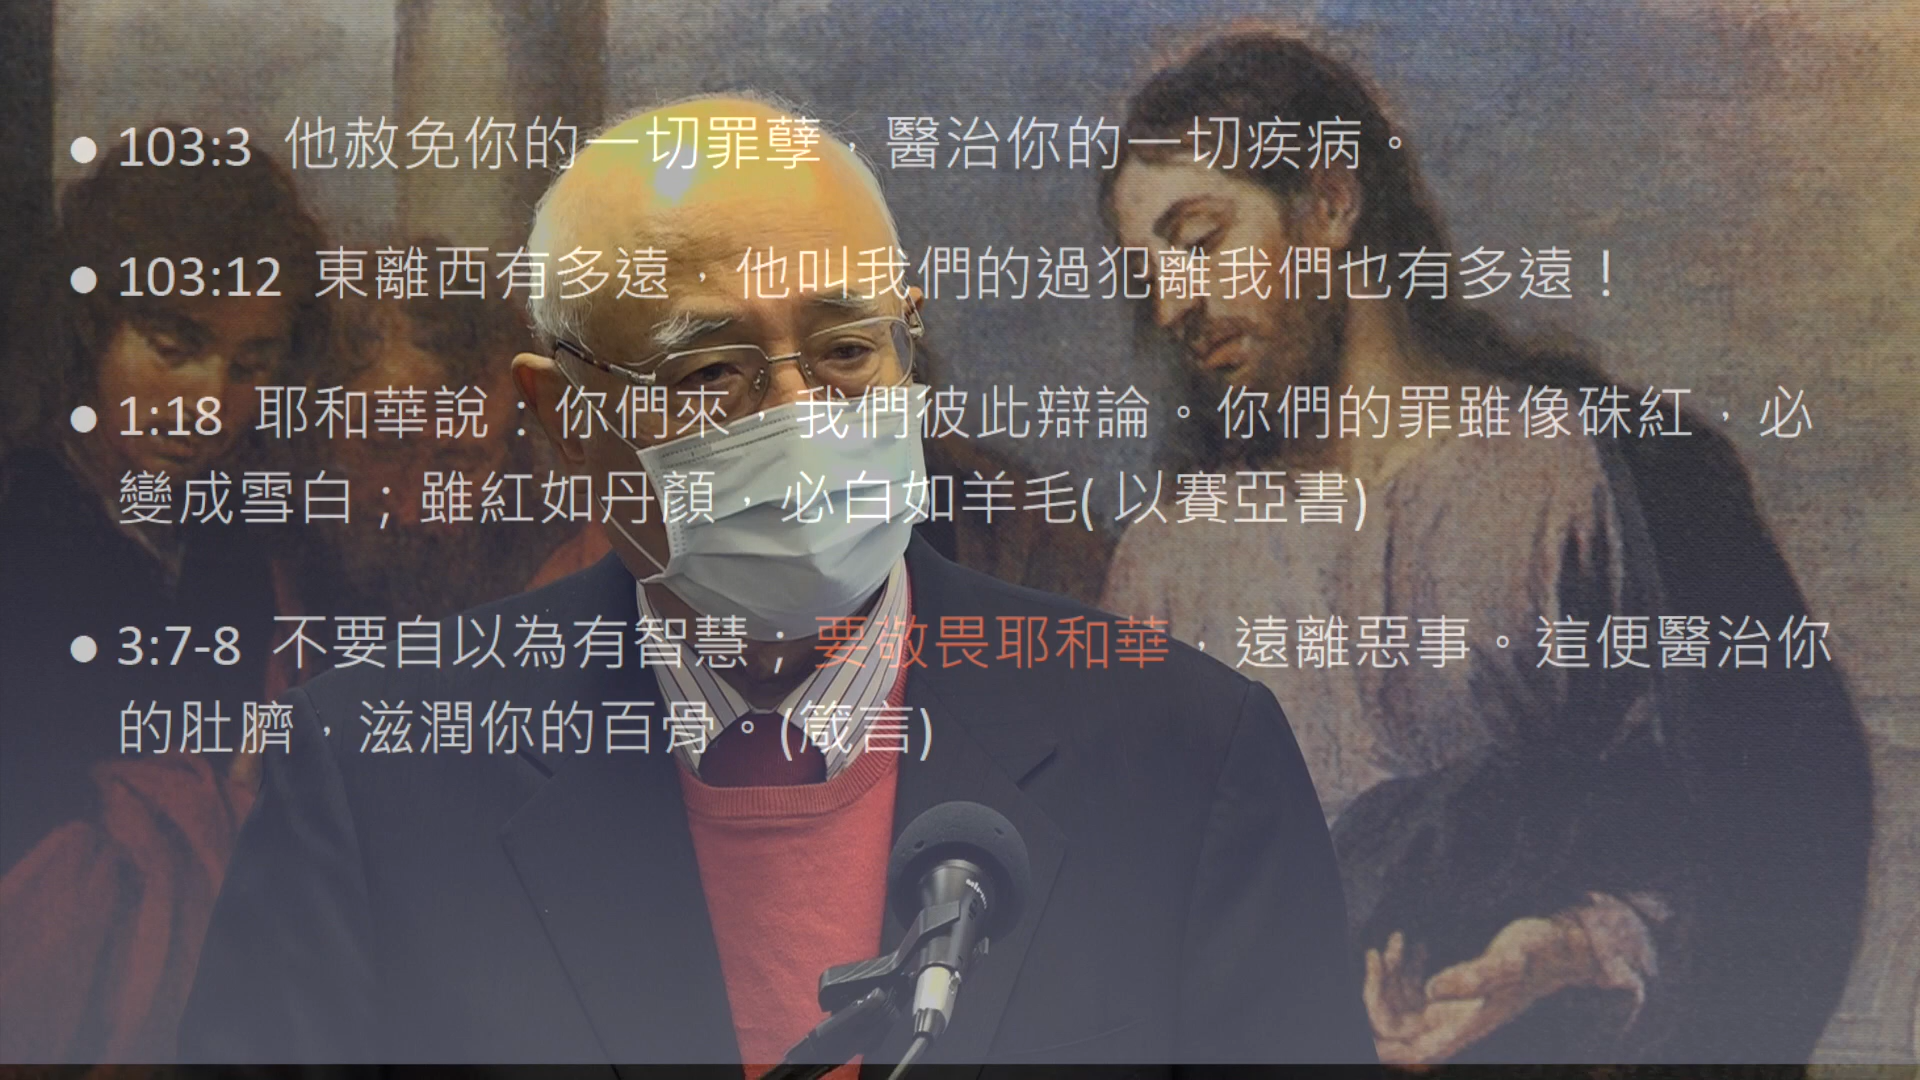 ● 103:3 他赦免你的一切罪孽，醫治你的一切疾病。
● 103:12 東離西有多遠，他叫我們的過犯離我們也有多遠！
● 1:18 耶和華說：你們來，我們彼此辯論。你們的罪雖像硃紅，必
變成雪白；雖紅如丹顏，必白如羊毛( 以賽亞書)
● 3:7-8 不要自以為有智慧；要敬畏耶和華，遠離惡事。這便醫治你
的肚臍，滋潤你的百骨。(箴言)